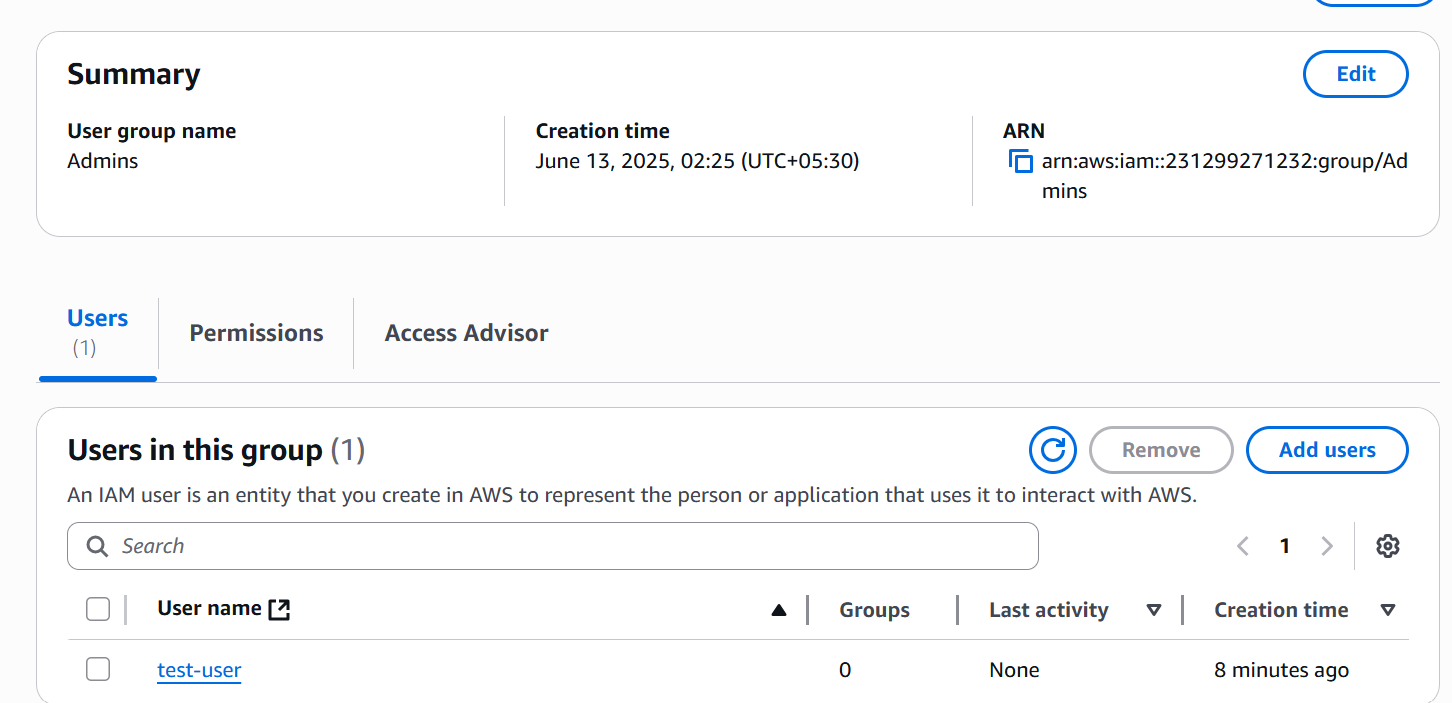 Summary
Edit
User group name
Admins
Creation time
June 13, 2025, 02:25 (UTC+05:30)
ARN
arn:aws:iam::231299271232:group/Ad
mins
Users
(1)
Permissions
Access Advisor
Users in this group (1)
Remove
Add users
An IAM user is an entity that you create in AWS to represent the person or application that uses it to interact with AWS.
Search
1
User name
Groups
Last activity
Creation time
test-user
0
None
8 minutes ago